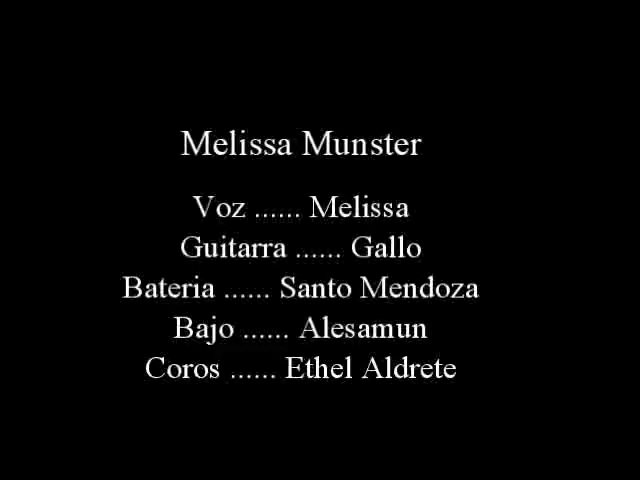 Melissa Munster
Voz ...... Melissa
Guitarra ...... Gallo
Bateria ...... Santo Mendoza
Bajo ...... Alesamun
Coros ...... Ethel Aldrete